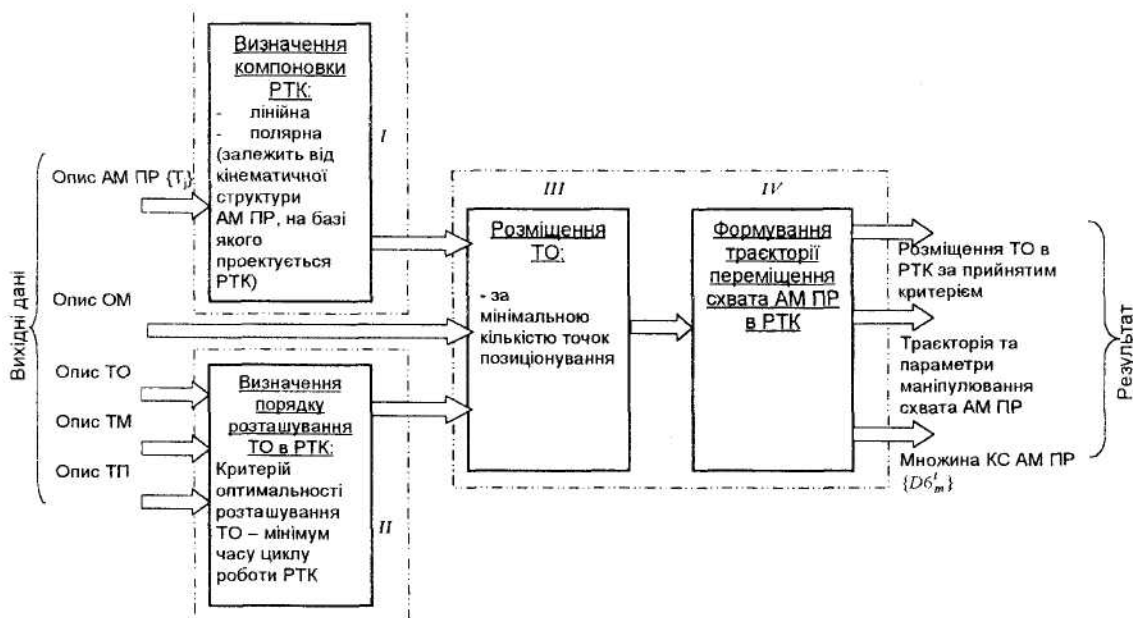 Вихідні дані
Опис АМ ПР {Tj}
Опис ОМ
Опис ТО
Опис ТМ
Опис ТП
Визначення
компоновки
РТК:
- лінійна
- полярна
(залежить від
кінематичної
структури
АМ ПР, на базі
якого
проектується
РТК)
I
Визначення
порядку
розташування
ТО в РТК:
Критерій
оптимальності
розташування
ТО – мінімум
часу циклу
роботи РТК
II
III
Розміщення
ТО:
- за
мінімальною
кількістю точок
позиціонування
IV
Формування
траєкторії
переміщення
схвата АМ ПР
в РТК
Розміщення ТО в
РТК за прийнятим
критерієм
Траєкторія та
параметри
маніпулювання
схвата АМ ПР
Множина КС АМ ПР
{D6ᵗₘ}
Результат